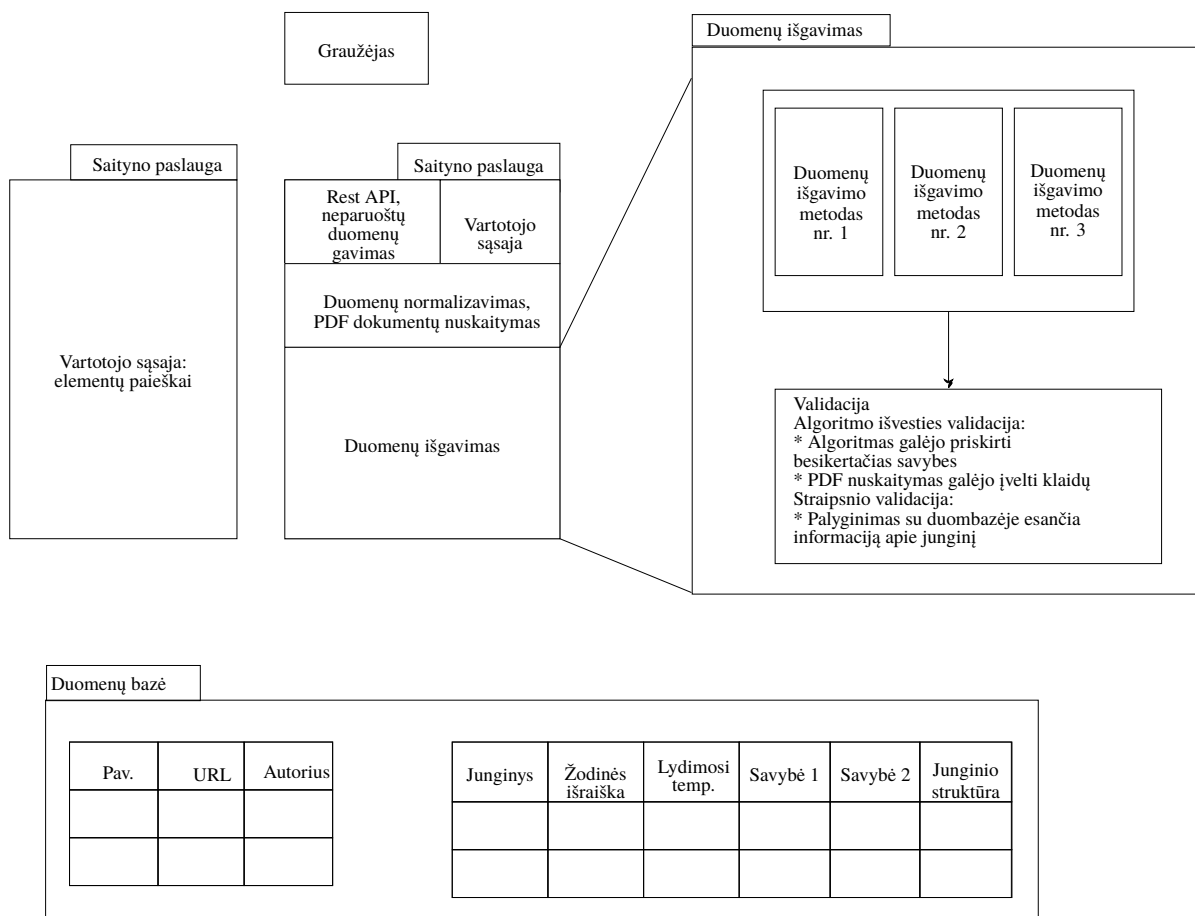 Graužėjas
Saityno paslauga
Vartotojo sąsaja:
elementų paieškai
Saityno paslauga
Rest API,
neparuoštų
duomenų
gavimas
Vartotojo
sąsaja
Duomenų normalizavimas,
PDF dokumentų nuskaitymas
Duomenų išgavimas
Duomenų išgavimas
Duomenų
išgavimo
metodas
nr. 1
Duomenų
išgavimo
metodas
nr. 2
Duomenų
išgavimo
metodas
nr. 3
Validacija
Algoritmo išvesties validacija:
* Algoritmas galėjo priskirti
besikertačias savybes
* PDF nuskaitymas galėjo įvelti klaidų
Straipsnio validacija:
* Palyginimas su duombazėje esančia
informaciją apie junginį
Duomenų bazė
Pav.
URL
Autorius
Junginys
Žodinės
išraiška
Lydimosi
temp.
Savybė 1
Savybė 2
Junginio
struktūra